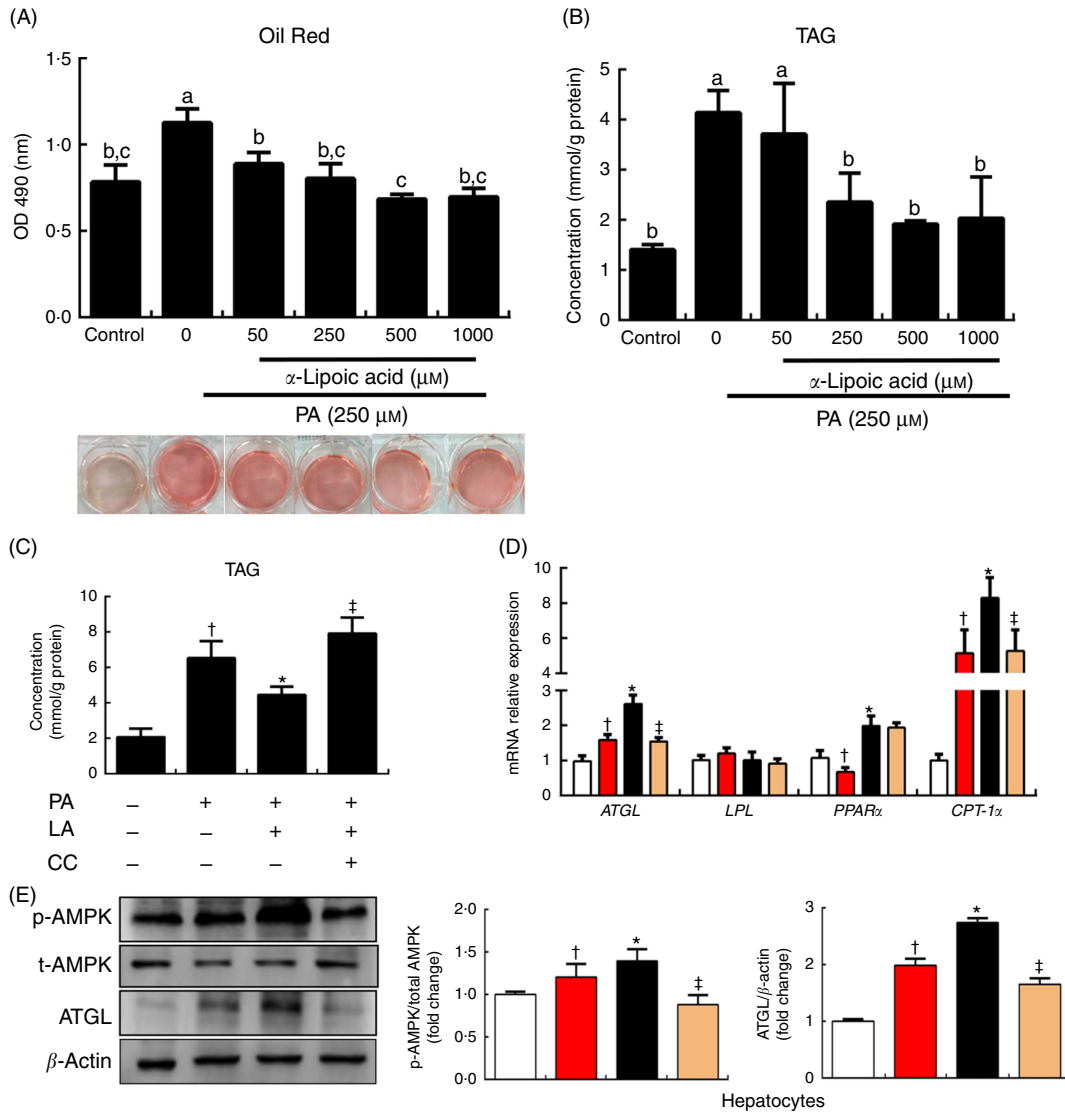 (A)
Oil Red
1·5
1·0
0·5
0·0
OD 490 (nm)
b,c
a
b
b,c
c
b,c
Control 0 50 250 500 1000
α-Lipoic acid (μM)
PA (250 μM)
(B)
TAG
5
4
3
2
1
0
Concentration (mmol/g protein)
b
a
a
b
b
b
Control 0 50 250 500 1000
α-Lipoic acid (μM)
PA (250 μM)
(C)
TAG
10
8
6
4
2
0
Concentration
(mmol/g protein)
†
*
‡
PA – + + +
LA – – + +
CC – – – +
(D)
10
8
6
4
3
2
1
0
mRNA relative expression
† * ‡
† *
† * ‡
ATGL LPL PPARα CPT-1α
(E)
p-AMPK
t-AMPK
ATGL
β-Actin
2·0
1·5
1·0
0·5
0·0
p-AMPK/total AMPK
(fold change)
† * ‡
3
2
1
0
ATGL/β-actin
(fold change)
† * ‡
Hepatocytes